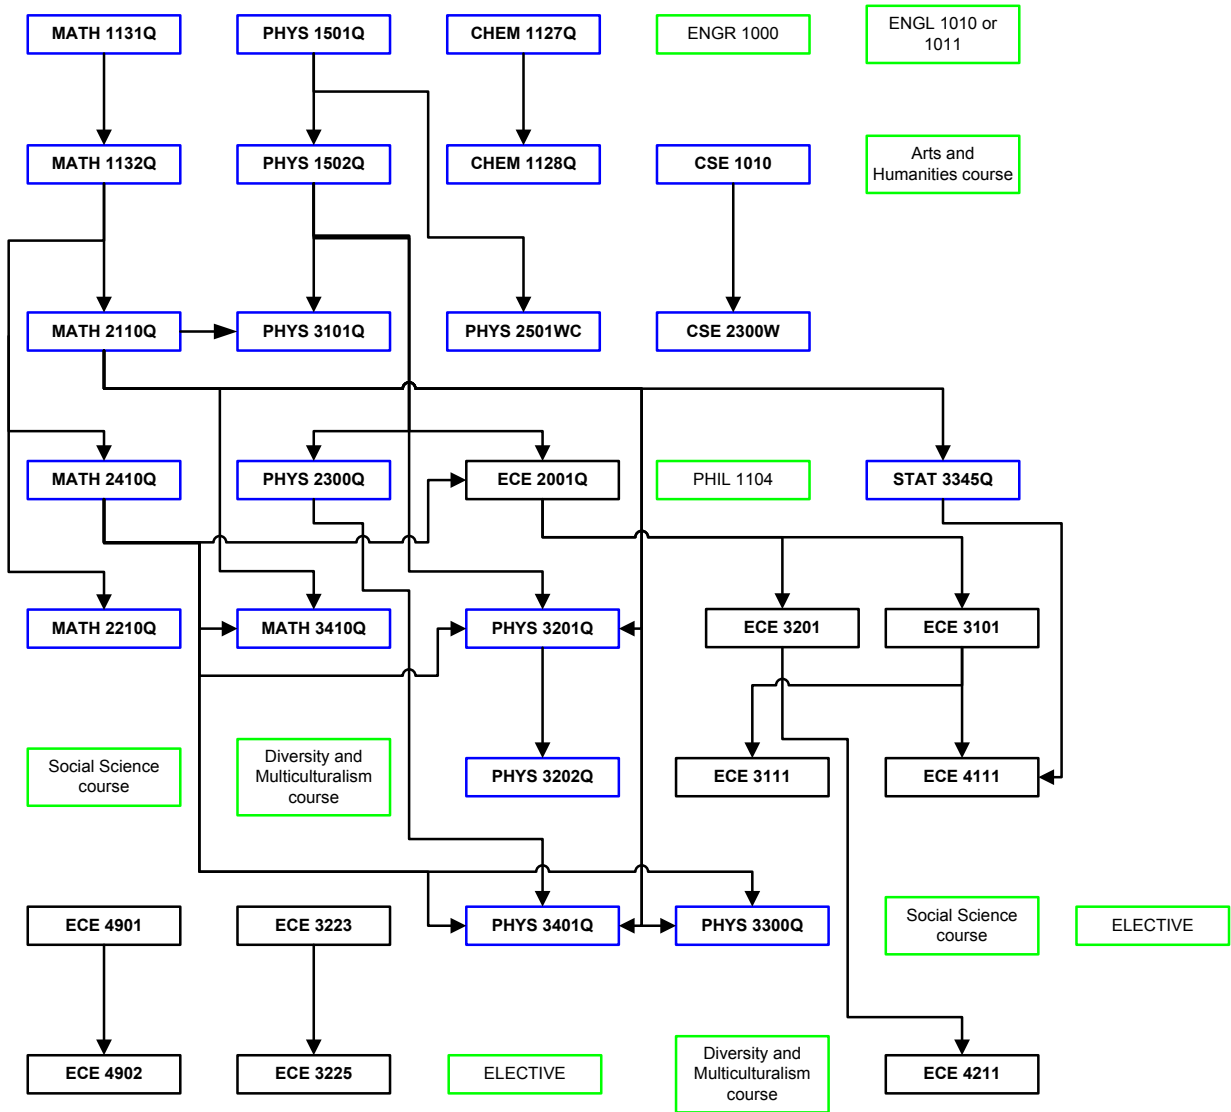 MATH 1131Q
PHYS 1501Q
CHEM 1127Q
ENGR 1000
ENGL 1010 or
1011
MATH 1132Q
PHYS 1502Q
CHEM 1128Q
CSE 1010
Arts and
Humanities course
MATH 2110Q
PHYS 3101Q
PHYS 2501WC
CSE 2300W
MATH 2410Q
PHYS 2300Q
ECE 2001Q
PHIL 1104
STAT 3345Q
MATH 2210Q
MATH 3410Q
PHYS 3201Q
ECE 3201
ECE 3101
Social Science
course
Diversity and
Multiculturalism
course
PHYS 3202Q
ECE 3111
ECE 4111
ECE 4901
ECE 3223
PHYS 3401Q
PHYS 3300Q
Social Science
course
ELECTIVE
ECE 4902
ECE 3225
ELECTIVE
Diversity and
Multiculturalism
course
ECE 4211